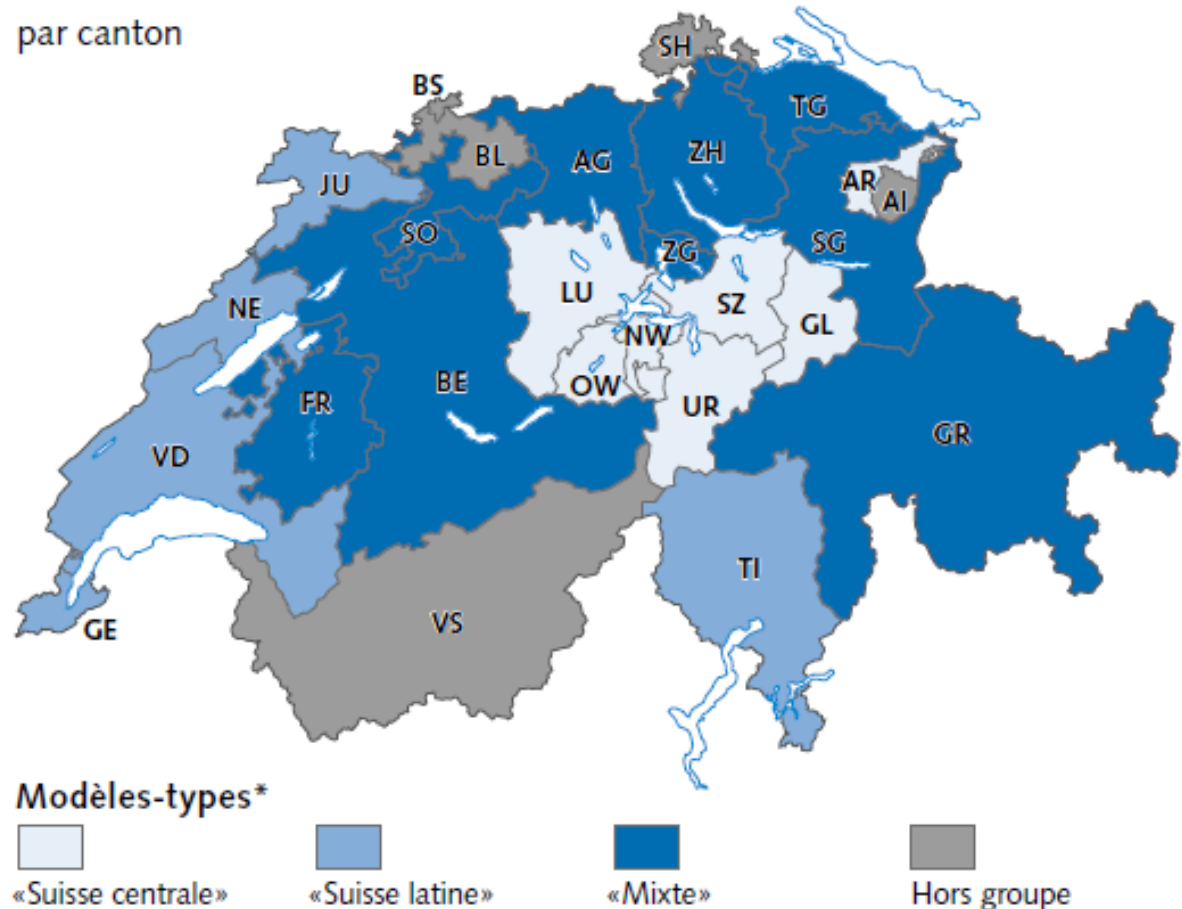 par canton
SH
BS
TG
BL
AG
ZH
JU
AR
AI
SO
ZG
SG
NE
LU
SZ
GL
NW
BE
OW
FR
UR
GR
VD
TI
VS
GE
Modèles-types*
«Suisse centrale»
«Suisse latine»
«Mixte»
Hors groupe